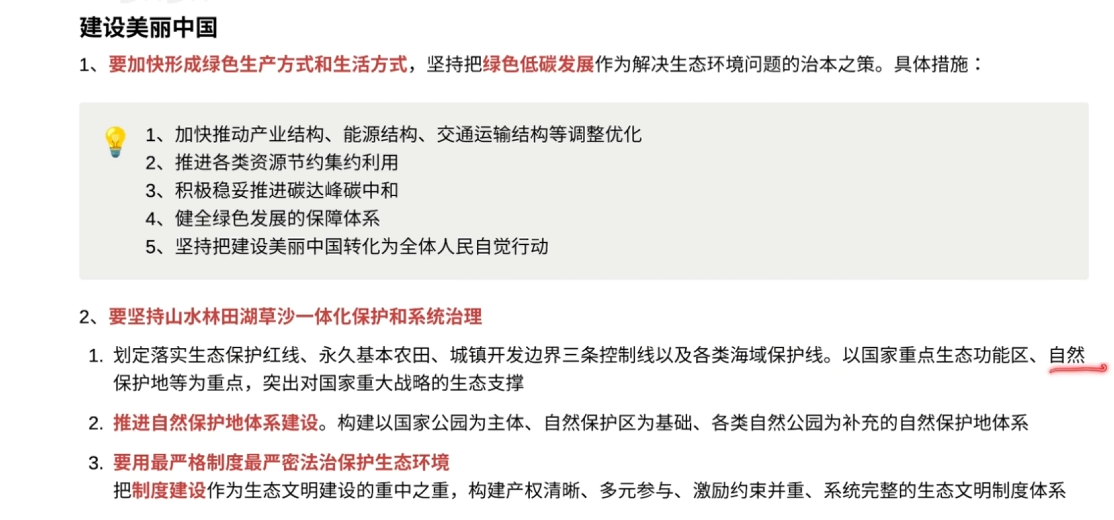 建设美丽中国
1、要加快形成绿色生产方式和生活方式，坚持把绿色低碳发展作为解决生态环境问题的治本之策。具体措施：
1、加快推动产业结构、能源结构、交通运输结构等调整优化
2、推进各类资源节约集约利用
3、积极稳妥推进碳达峰碳中和
4、健全绿色发展的保障体系
5、坚持把建设美丽中国转化为全体人民自觉行动
2、要坚持山水林田湖草沙一体化保护和系统治理
1. 划定落实生态保护红线、永久基本农田、城镇开发边界三条控制线以及各类海域保护线。以国家重点生态功能区、自然
保护地等为重点，突出对国家重大战略的生态支撑
2. 推进自然保护地体系建设。构建以国家公园为主体、自然保护区为基础、各类自然公园为补充的自然保护地体系
3. 要用最严格制度最严密法治保护生态环境
把制度建设作为生态文明建设的重中之重，构建产权清晰、多元参与、激励约束并重、系统完整的生态文明制度体系